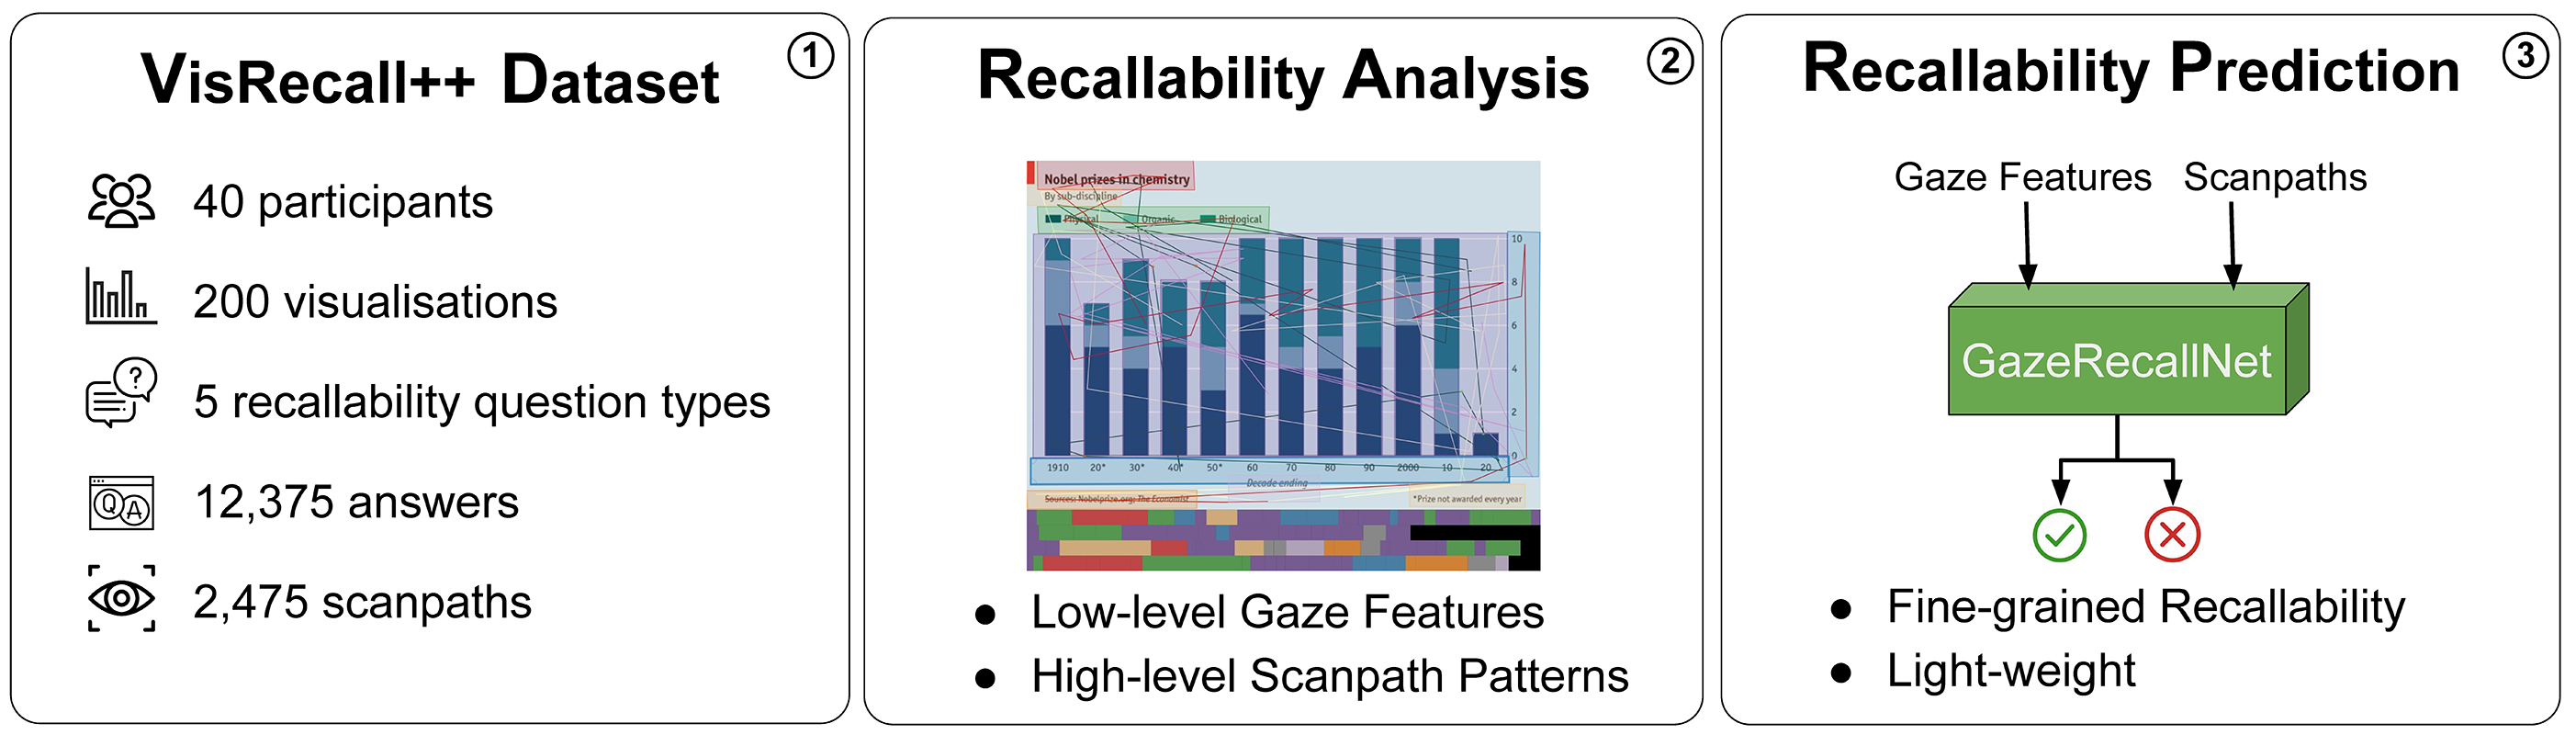 VisRecall++ Dataset
1
40 participants
200 visualisations
?
5 recallability question types
QA
12,375 answers
2,475 scanpaths
Recallability Analysis
2
Nobel prizes in chemistry
By sub-discipline
Physical Organic Biological
10
8
6
4
2
0
1910 20* 30* 40* 50* 60 70 80 90 2000 10 20
Decade ending
Sources: Nobelprize.org; The Economist *Prize not awarded every year
● Low-level Gaze Features
● High-level Scanpath Patterns
Recallability Prediction
3
Gaze Features Scanpaths
GazeRecallNet
● Fine-grained Recallability
● Light-weight